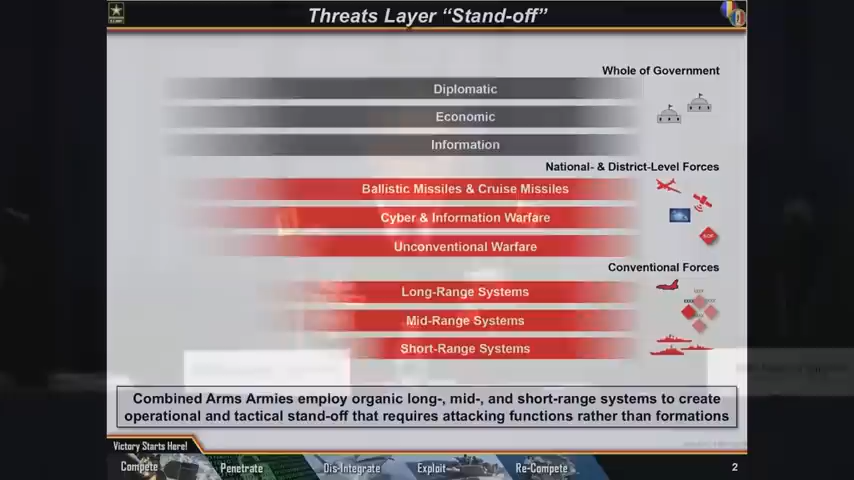 Threats Layer “Stand-off”
Whole of Government
Diplomatic
Economic
Information
National- & District-Level Forces
Ballistic Missiles & Cruise Missiles
Cyber & Information Warfare
Unconventional Warfare
Conventional Forces
Long-Range Systems
Mid-Range Systems
Short-Range Systems
Combined Arms Armies employ organic long-, mid-, and short-range systems to create
operational and tactical stand-off that requires attacking functions rather than formations
Victory Starts Here!
Compete Penetrate Dis-Integrate Exploit Re-Compete 2